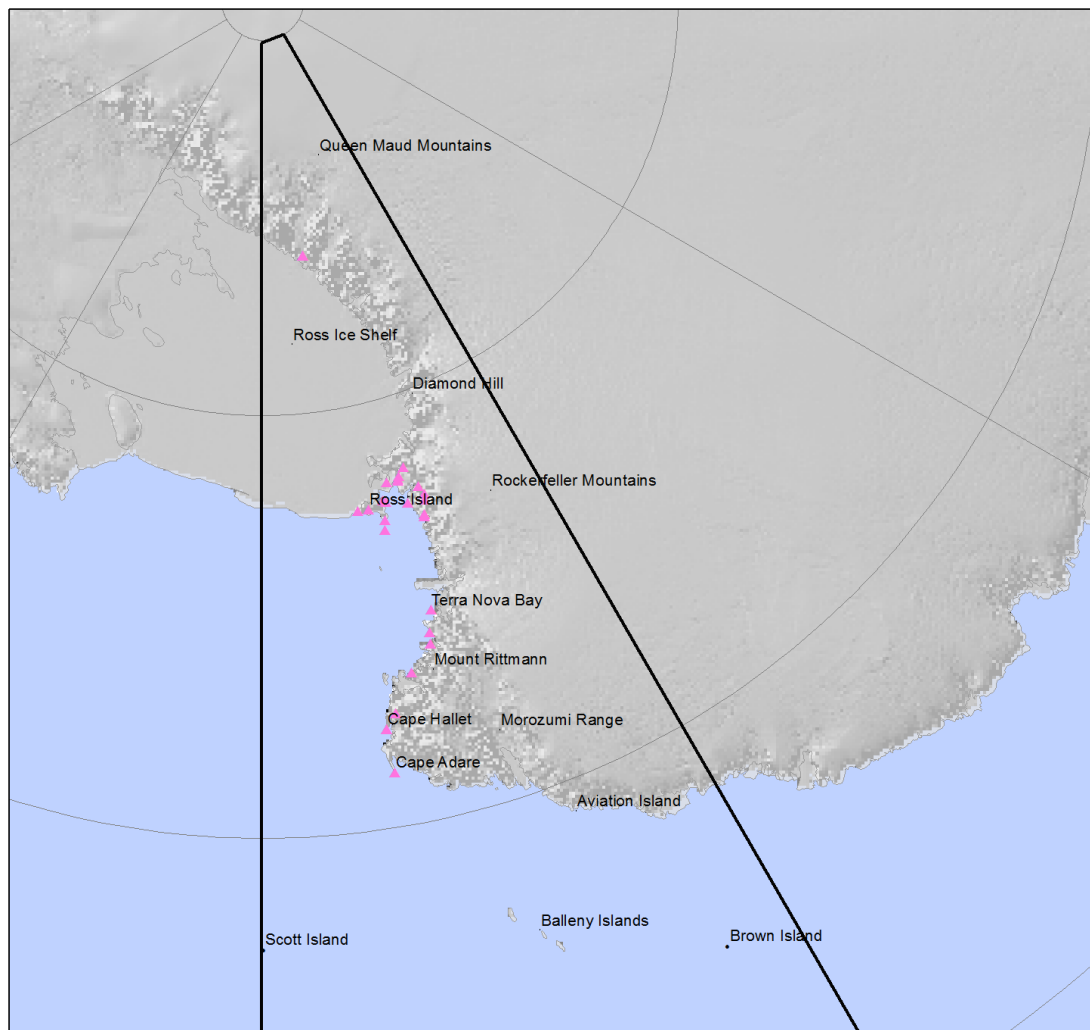 Queen Maud Mountains
Ross Ice Shelf
Diamond Hill
Rockerfeller Mountains
Ross Island
Terra Nova Bay
Mount Rittmann
Cape Hallet
Morozumi Range
Cape Adare
Aviation Island
Balleny Islands
Brown Island
Scott Island